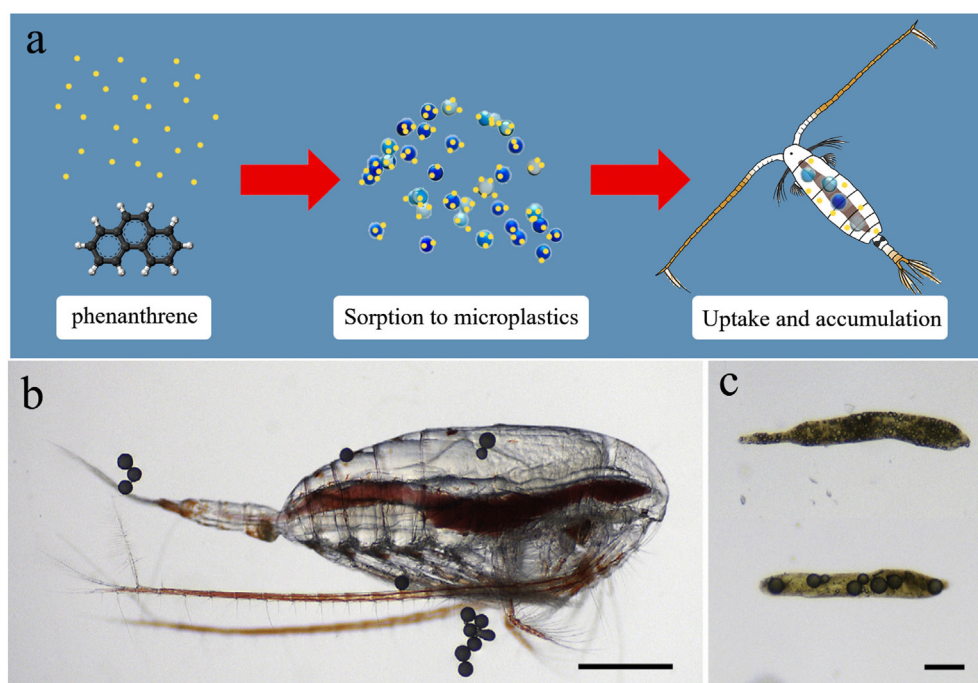 a
phenanthrene
Sorption to microplastics
Uptake and accumulation
b
c